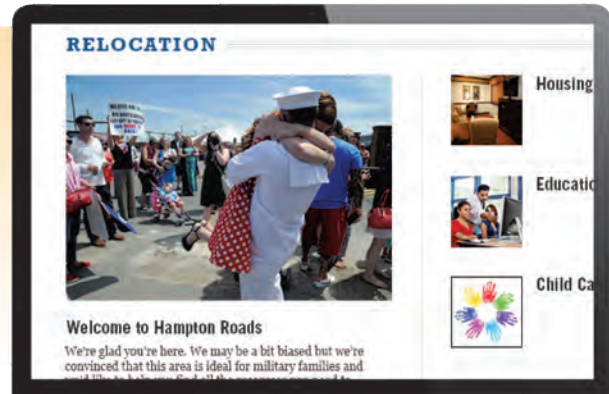 RELOCATION
Housing
Educatio
Child Ca
Welcome to Hampton Roads
We're glad you're here. We may be a bit biased but we're
convinced that this area is ideal for military families and